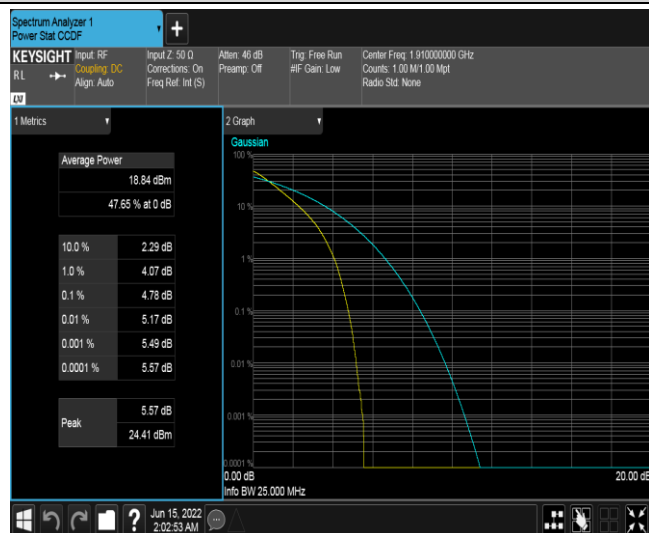 Spectrum Analyzer 1
Power Stat CCDF
+
KEYSIGHT
RL
LXI
Input: RF
Coupling: DC
Align: Auto
Input Z: 50 Ω
Corrections: On
Freq Ref: Int (S)
Atten: 46 dB
Preamp: Off
Trig: Free Run
#IF Gain: Low
Center Freq: 1.910000000 GHz
Counts: 1.00 M/1.00 Mpt
Radio Std: None
1 Metrics
Average Power
18.84 dBm
47.65 % at 0 dB
10.0 % 2.29 dB
1.0 % 4.07 dB
0.1 % 4.78 dB
0.01 % 5.17 dB
0.001 % 5.49 dB
0.0001 % 5.57 dB
Peak
5.57 dB
24.41 dBm
2 Graph
Gaussian
100 %
10 %
1 %
0.1 %
0.01 %
0.001 %
0.0001 %
0.00 dB
20.00 dB
Info BW 25.000 MHz
?
Jun 15, 2022
2:02:53 AM